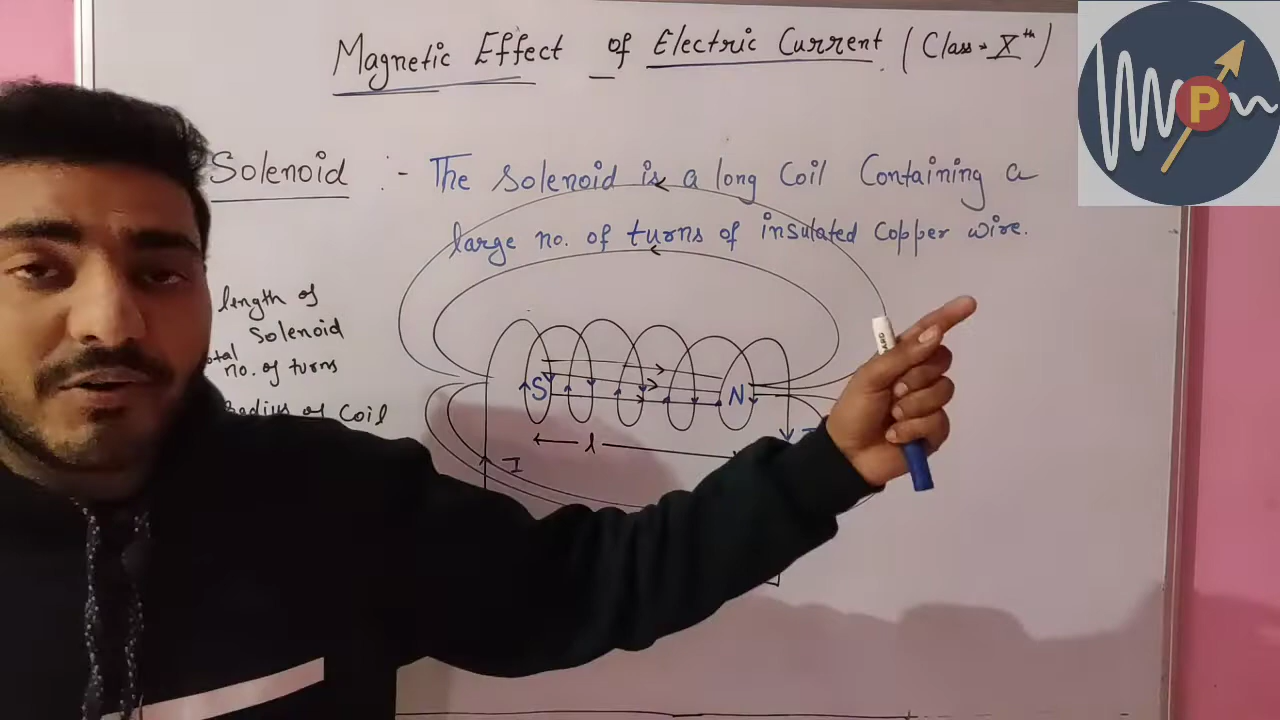 Magnetic Effect of Electric Current (Class-Xth)
Solenoid :- The solenoid is a long Coil Containing a
large no. of turns of insulated Copper wire.
length of
Solenoid
no. of turns
Radius of Coil
S N
l
I
P